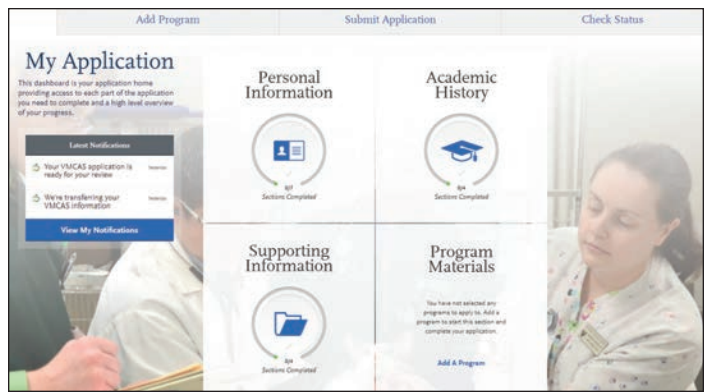 Add Program
Submit Application
Check Status
My Application
This dashboard is your application home
providing access to each part of the application
you need to complete and a high level overview
of your progress.
Latest Notifications
Your VMCAS application is
ready for your review
We're transferring your
VMCAS information
View My Notifications
Personal
Information
Sections Completed
Academic
History
Sections Completed
Supporting
Information
Sections Completed
Program
Materials
You have not selected any
programs to apply to. Add a
program to start this section and
complete your application.
Add A Program